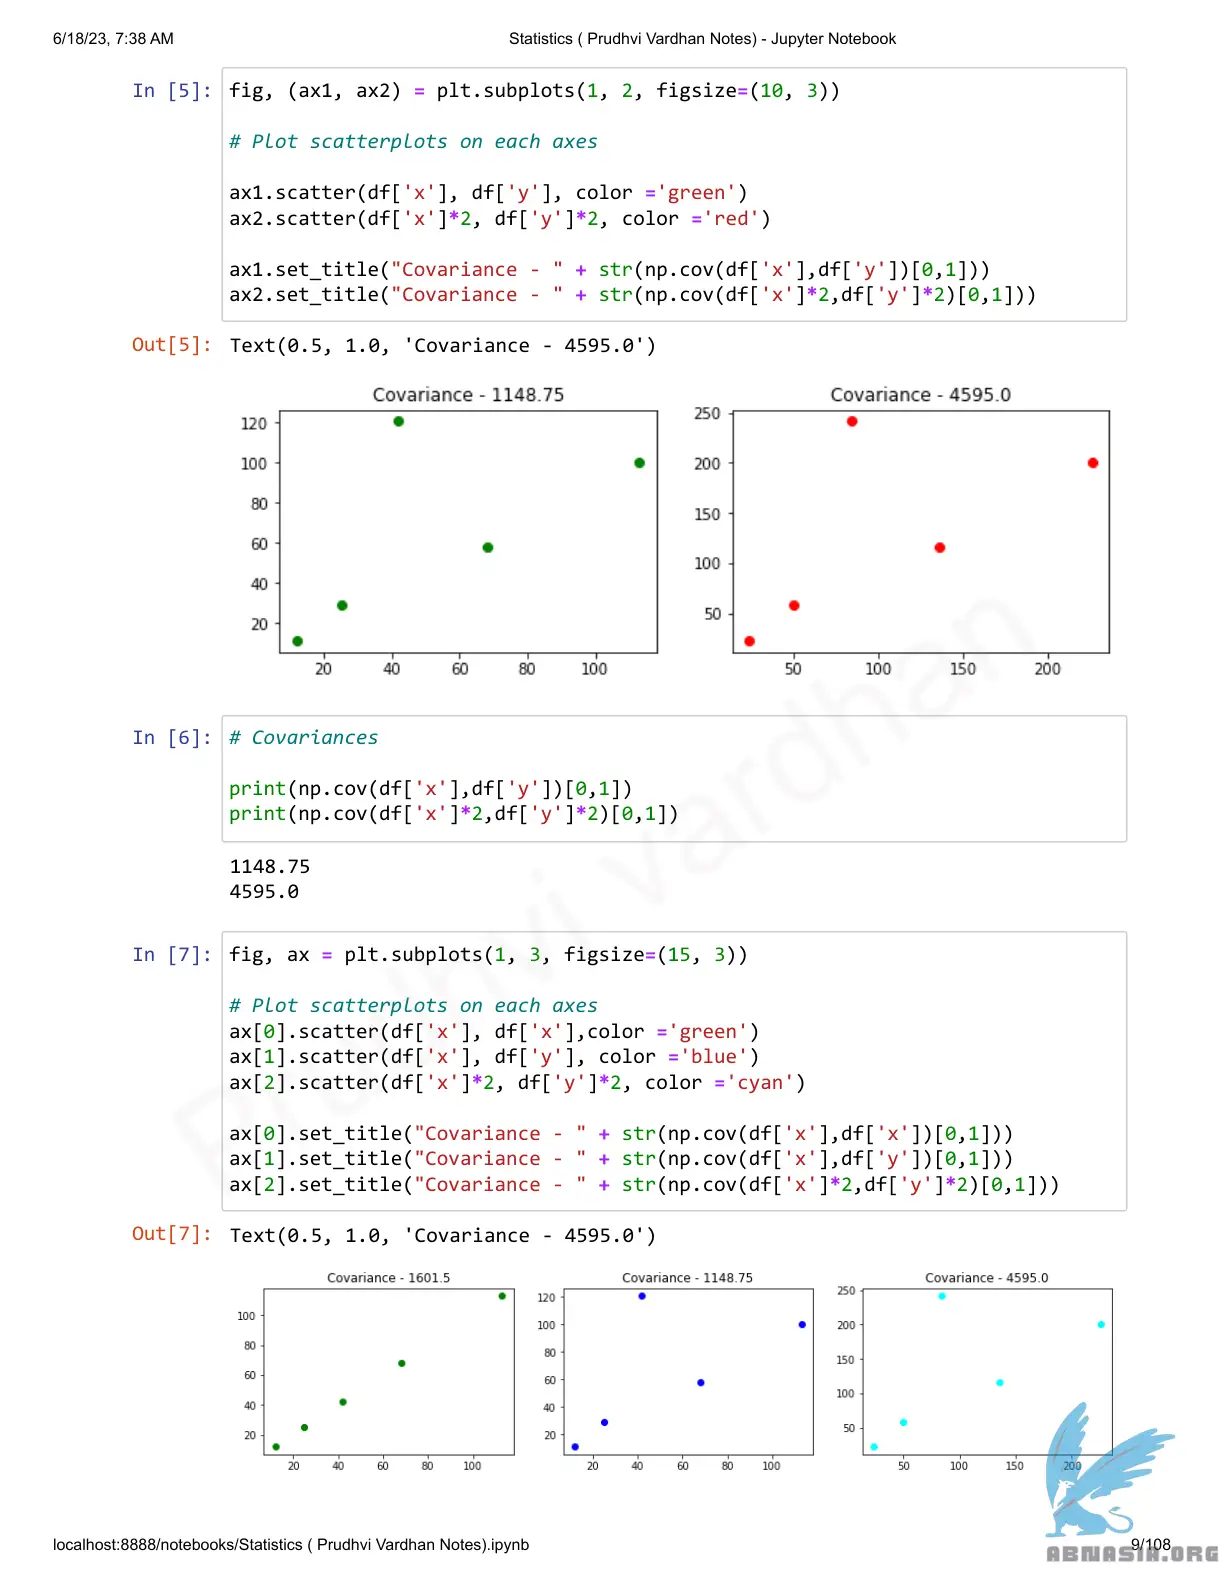 6/18/23, 7:38 AM Statistics ( Prudhvi Vardhan Notes) - Jupyter Notebook
In [5]: fig, (ax1, ax2) = plt.subplots(1, 2, figsize=(10, 3))
# Plot scatterplots on each axes
ax1.scatter(df['x'], df['y'], color ='green')
ax2.scatter(df['x']*2, df['y']*2, color ='red')
ax1.set_title("Covariance - " + str(np.cov(df['x'],df['y'])[0,1]))
ax2.set_title("Covariance - " + str(np.cov(df['x']*2,df['y']*2)[0,1]))
Out[5]: Text(0.5, 1.0, 'Covariance - 4595.0')
Covariance - 1148.75
120
100
80
60
40
20
20 40 60 80 100
Covariance - 4595.0
250
200
150
100
50
50 100 150 200
In [6]: # Covariances
print(np.cov(df['x'],df['y'])[0,1])
print(np.cov(df['x']*2,df['y']*2)[0,1])
1148.75
4595.0
In [7]: fig, ax = plt.subplots(1, 3, figsize=(15, 3))
# Plot scatterplots on each axes
ax[0].scatter(df['x'], df['x'],color ='green')
ax[1].scatter(df['x'], df['y'], color ='blue')
ax[2].scatter(df['x']*2, df['y']*2, color ='cyan')
ax[0].set_title("Covariance - " + str(np.cov(df['x'],df['x'])[0,1]))
ax[1].set_title("Covariance - " + str(np.cov(df['x'],df['y'])[0,1]))
ax[2].set_title("Covariance - " + str(np.cov(df['x']*2,df['y']*2)[0,1]))
Out[7]: Text(0.5, 1.0, 'Covariance - 4595.0')
Covariance - 1601.5
100
80
60
40
20
20 40 60 80 100
Covariance - 1148.75
120
100
80
60
40
20
20 40 60 80 100
Covariance - 4595.0
250
200
150
100
50
50 100 150 200
Prudhvi Vardhan
localhost:8888/notebooks/Statistics ( Prudhvi Vardhan Notes).ipynb 9/108
ABNASIA.ORG